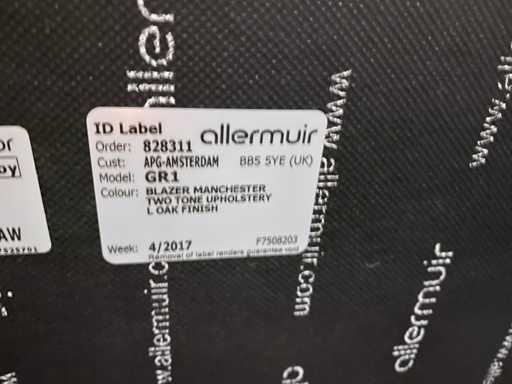 ID Label
allermuir
Order: 828311
Cust: APG-AMSTERDAM BB5 5YE (UK)
Model: GR1
Colour: BLAZER MANCHESTER
TWO TONE UPHOLSTERY
L OAK FINISH
Week: 4/2017
F7508203
Removal of label renders guarantee void
AW
www.allermuir.com
allermuir